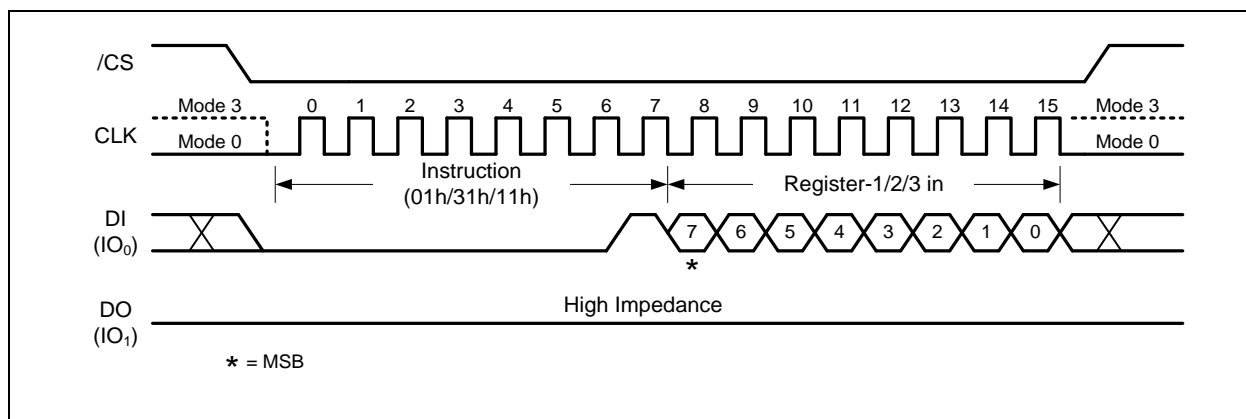 /CS
Mode 3 0 1 2 3 4 5 6 7 8 9 10 11 12 13 14 15 Mode 3
CLK
Mode 0 Mode 0
Instruction
(01h/31h/11h)
Register-1/2/3 in
DI
(IO₀)
7 6 5 4 3 2 1 0
*
High Impedance
DO
(IO₁)
* = MSB